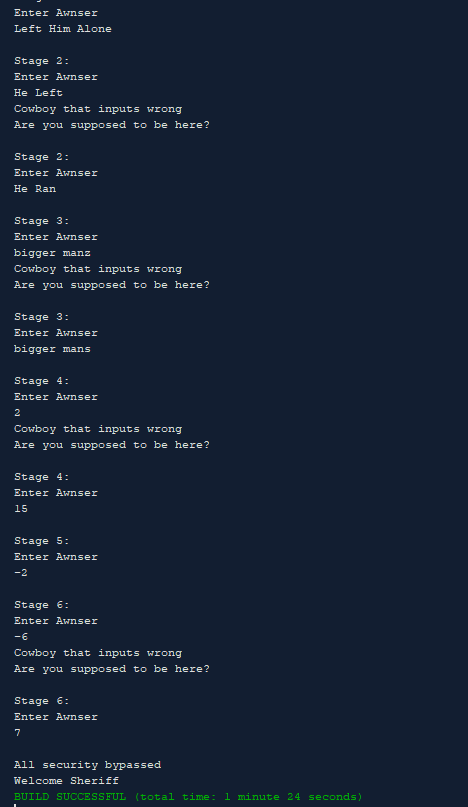 Enter Awnser
Left Him Alone
Stage 2:
Enter Awnser
He Left
Cowboy that inputs wrong
Are you supposed to be here?
Stage 2:
Enter Awnser
He Ran
Stage 3:
Enter Awnser
bigger manz
Cowboy that inputs wrong
Are you supposed to be here?
Stage 3:
Enter Awnser
bigger mans
Stage 4:
Enter Awnser
2
Cowboy that inputs wrong
Are you supposed to be here?
Stage 4:
Enter Awnser
15
Stage 5:
Enter Awnser
-2
Stage 6:
Enter Awnser
-6
Cowboy that inputs wrong
Are you supposed to be here?
Stage 6:
Enter Awnser
7
All security bypassed
Welcome Sheriff
BUILD SUCCESSFUL (total time: 1 minute 24 seconds)